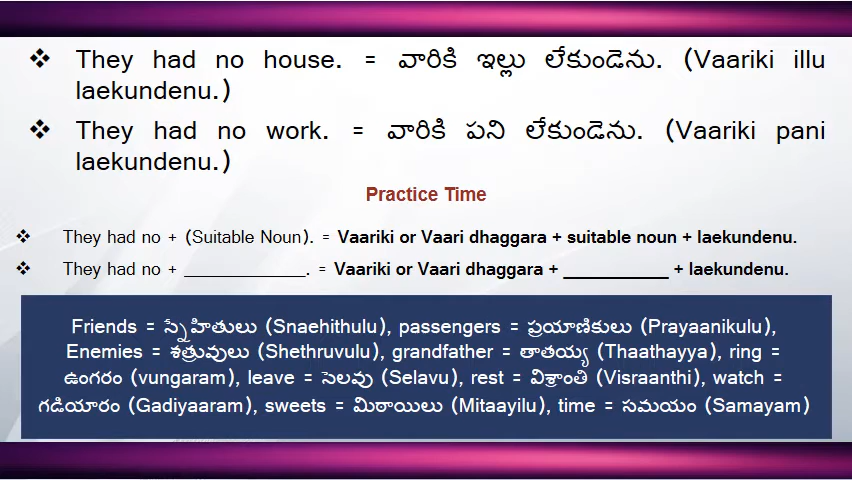 ❖ They had no house. = వారికి ఇల్లు లేకుండెను. (Vaariki illu
laekundenu.)
❖ They had no work. = వారికి పని లేకుండెను. (Vaariki pani
laekundenu.)
Practice Time
❖ They had no + (Suitable Noun). = Vaariki or Vaari dhaggara + suitable noun + laekundenu.
❖ They had no + _____________. = Vaariki or Vaari dhaggara + ___________ + laekundenu.
Friends = స్నేహితులు (Snaehithulu), passengers = ప్రయాణికులు (Prayaanikulu),
Enemies = శత్రువులు (Shethruvulu), grandfather = తాతయ్య (Thaathayya), ring =
ఉంగరం (vungaram), leave = సెలవు (Selavu), rest = విశ్రాంతి (Visraanthi), watch =
గడియారం (Gadiyaaram), sweets = మిఠాయిలు (Mitaayilu), time = సమయం (Samayam)